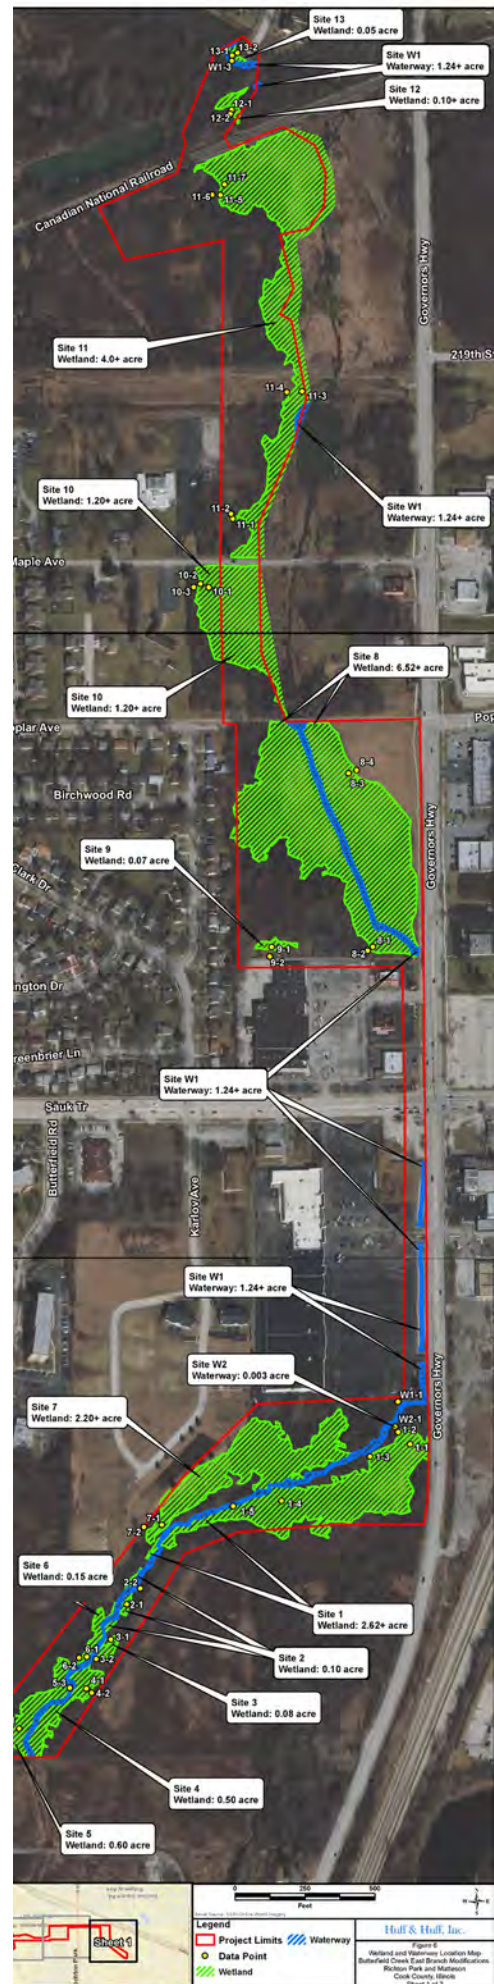 Site 13
Wetland: 0.05 acre
13-1
13-2
W1-3
Site W1
Waterway: 1.24+ acre
Site 12
Wetland: 0.10+ acre
12-1
12-2
Canadian National Railroad
11-7
11-6
11-5
Governors Hwy
Site 11
Wetland: 4.0+ acre
219th S
11-4
11-3
Site 10
Wetland: 1.20+ acre
11-2
11-1
Site W1
Waterway: 1.24+ acre
Maple Ave
10-2
10-3
10-1
Site 8
Wetland: 6.52+ acre
Site 10
Wetland: 1.20+ acre
oplar Ave
Pop
8-4
8-3
Birchwood Rd
Governors Hwy
Site 9
Wetland: 0.07 acre
Clark Dr
9-1
9-2
8-1
8-2
ington Dr
reenbrier Ln
Site W1
Waterway: 1.24+ acre
Sauk Tr
Butterfield Rd
Karlov Ave
Site W1
Waterway: 1.24+ acre
Site W2
Waterway: 0.003 acre
Governors Hwy
Site 7
Wetland: 2.20+ acre
W1-1
W2-1
1-2
1-1
1-3
1-4
1-5
7-1
7-2
Site 6
Wetland: 0.15 acre
2-2
2-1
Site 1
Wetland: 2.62+ acre
3-1
6-1
6-2
3-2
Site 2
Wetland: 0.10 acre
5-3
4-1
4-2
Site 3
Wetland: 0.08 acre
Site 4
Wetland: 0.50 acre
Site 5
Wetland: 0.60 acre
0
250
500
Feet
Sheet 1
Legend
Project Limits
Waterway
Data Point
Wetland
Huff & Huff, Inc.
Figure 6
Wetland and Waterway Location Map
Butterfield Creek East Branch Modifications
Richton Park and Matteson
Cook County, Illinois